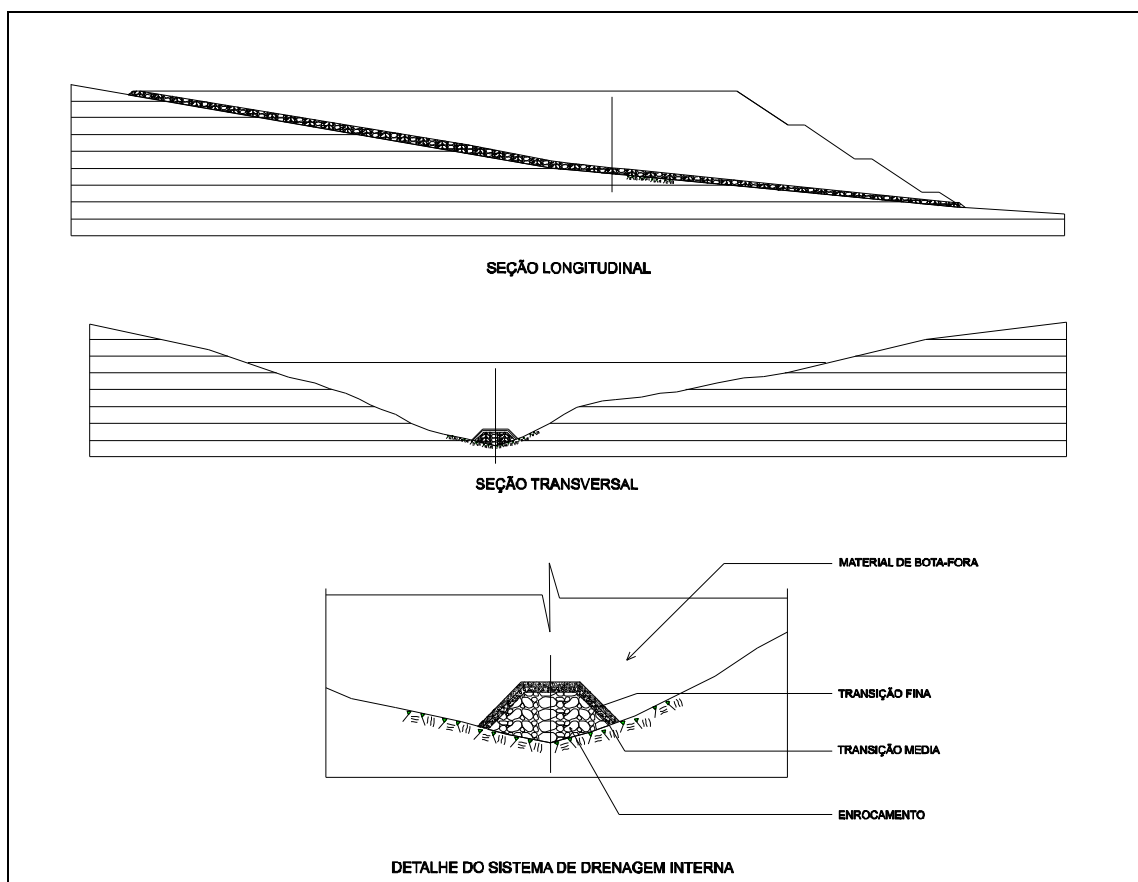 SEÇÃO LONGITUDINAL
SEÇÃO TRANSVERSAL
MATERIAL DE BOTA-FORA
TRANSIÇÃO FINA
TRANSIÇÃO MEDIA
ENROCAMENTO
DETALHE DO SISTEMA DE DRENAGEM INTERNA